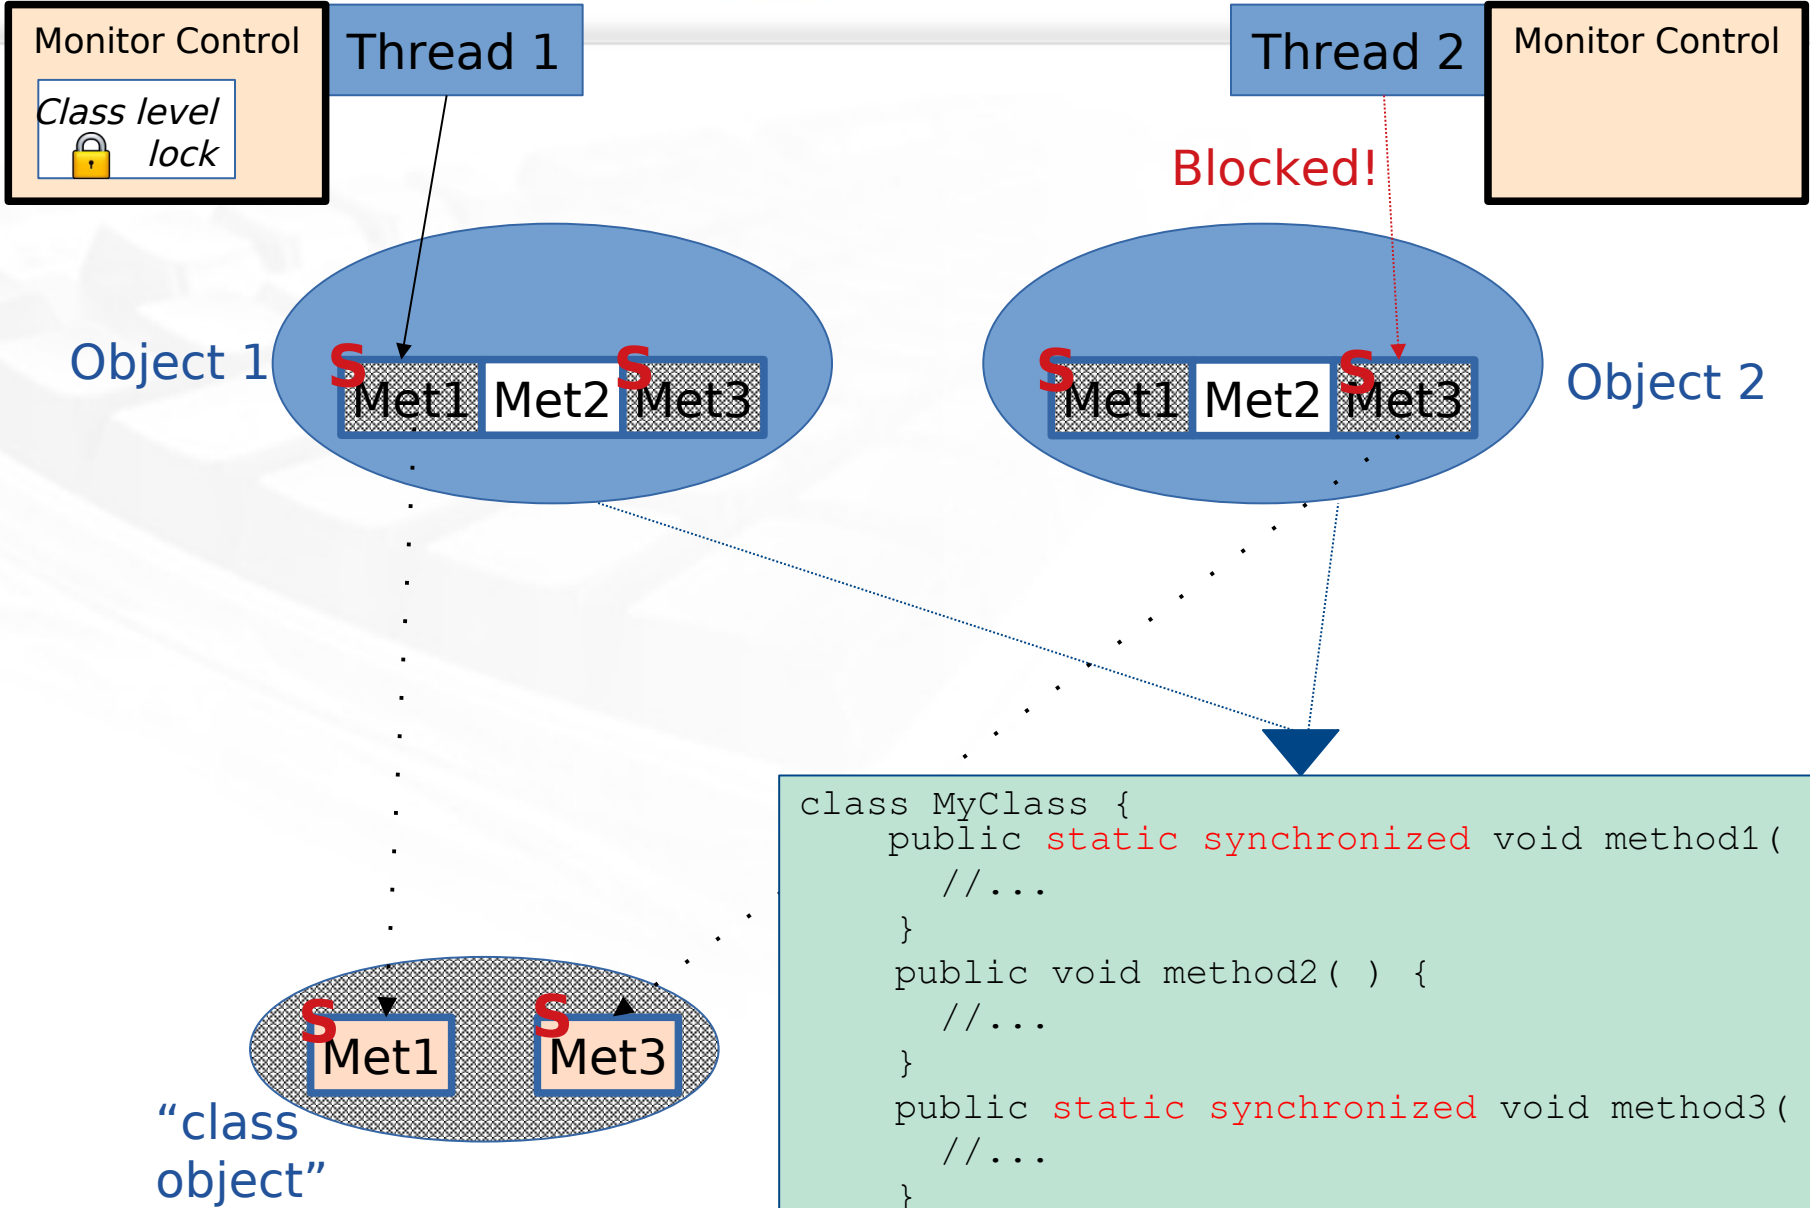 Monitor Control
Class level
lock
Thread 1
Thread 2
Monitor Control
Blocked!
Object 1
S
Met1
Met2
S
Met3
S
Met1
Met2
S
Met3
Object 2
class MyClass {
public static synchronized void method1(
//...
}
public void method2( ) {
//...
}
public static synchronized void method3(
//...
}
S
Met1
S
Met3
“class
object”